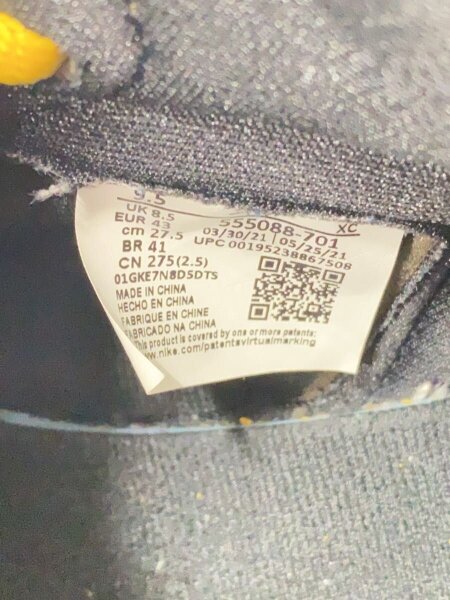 9.5
UK 8.5
EUR 43
cm 27.5
BR 41
CN 275(2.5)
555088-701 XC
03/30/21 | 05/25/21
UPC 00195238867508
01GKE7N8D5DTS
MADE IN CHINA
HECHO EN CHINA
FABRIQUE EN CHINE
FABRICADO NA CHINA
This product is covered by one or more patents:
www.nike.com/patentsvirtualmarking